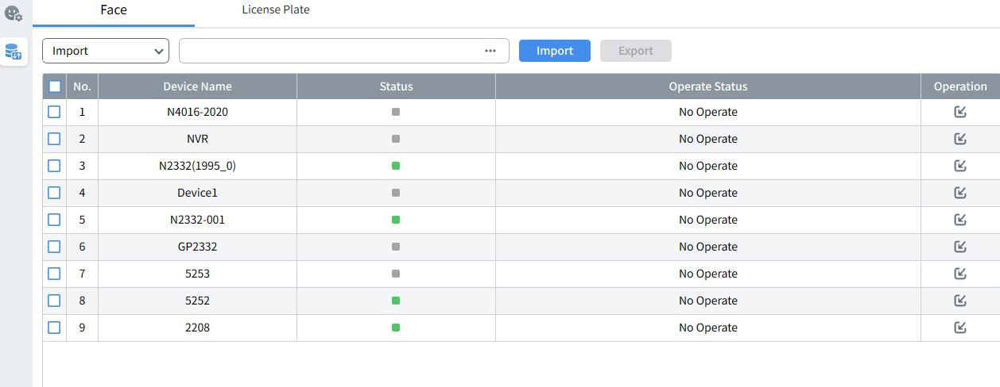 Face License Plate
Import ... Import Export
No. Device Name Status Operate Status Operation
1 N4016-2020 No Operate
2 NVR No Operate
3 N2332(1995_0) No Operate
4 Device1 No Operate
5 N2332-001 No Operate
6 GP2332 No Operate
7 5253 No Operate
8 5252 No Operate
9 2208 No Operate